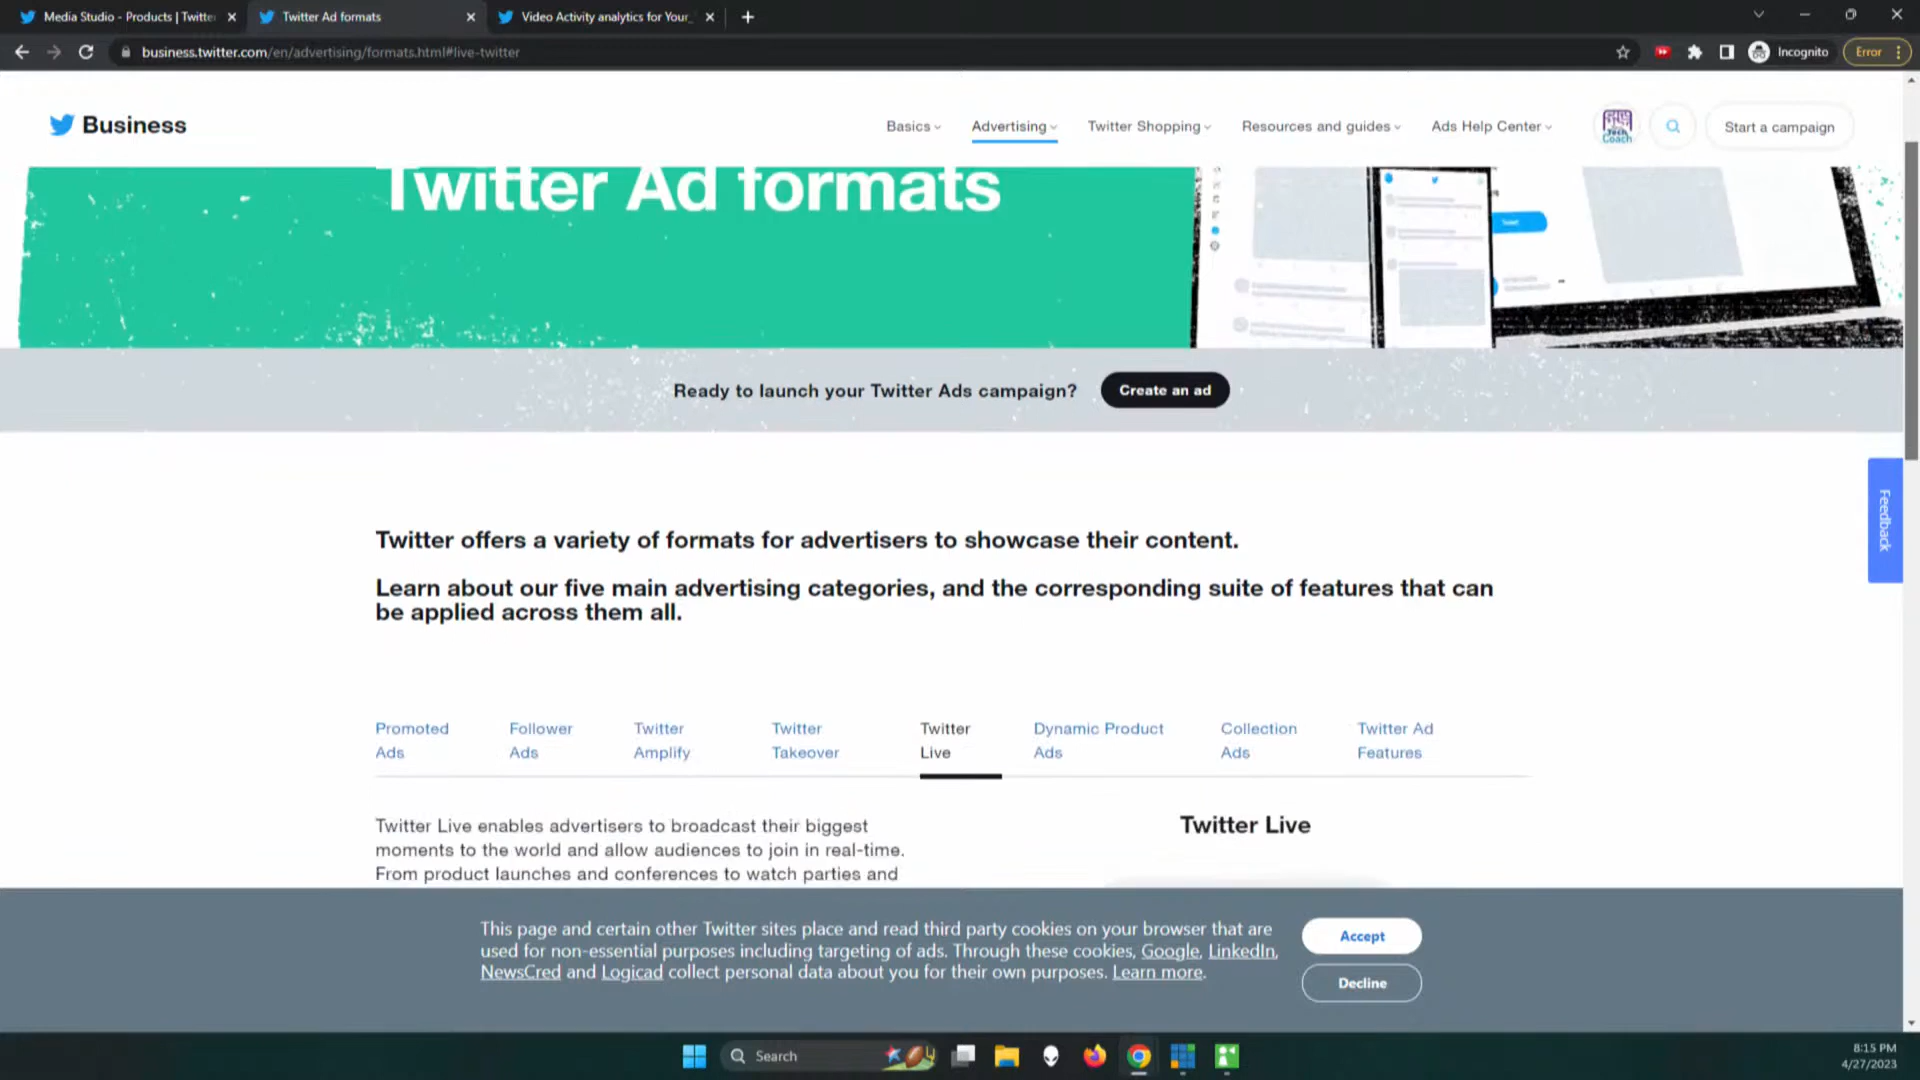 Media Studio - Products | Twitte
Twitter Ad formats
Video Activity analytics for Your
business.twitter.com/en/advertising/formats.html#live-twitter
Incognito
Error
Business
Basics
Advertising
Twitter Shopping
Resources and guides
Ads Help Center
Tech
Coach
Start a campaign
Twitter Ad formats
Ready to launch your Twitter Ads campaign?
Create an ad
Feedback
Twitter offers a variety of formats for advertisers to showcase their content.
Learn about our five main advertising categories, and the corresponding suite of features that can
be applied across them all.
Promoted
Ads
Follower
Ads
Twitter
Amplify
Twitter
Takeover
Twitter
Live
Dynamic Product
Ads
Collection
Ads
Twitter Ad
Features
Twitter Live enables advertisers to broadcast their biggest
moments to the world and allow audiences to join in real-time.
From product launches and conferences to watch parties and
Twitter Live
This page and certain other Twitter sites place and read third party cookies on your browser that are
used for non-essential purposes including targeting of ads. Through these cookies, Google, LinkedIn,
NewsCred and Logicad collect personal data about you for their own purposes. Learn more.
Accept
Decline
Search
8:15 PM
4/27/2023